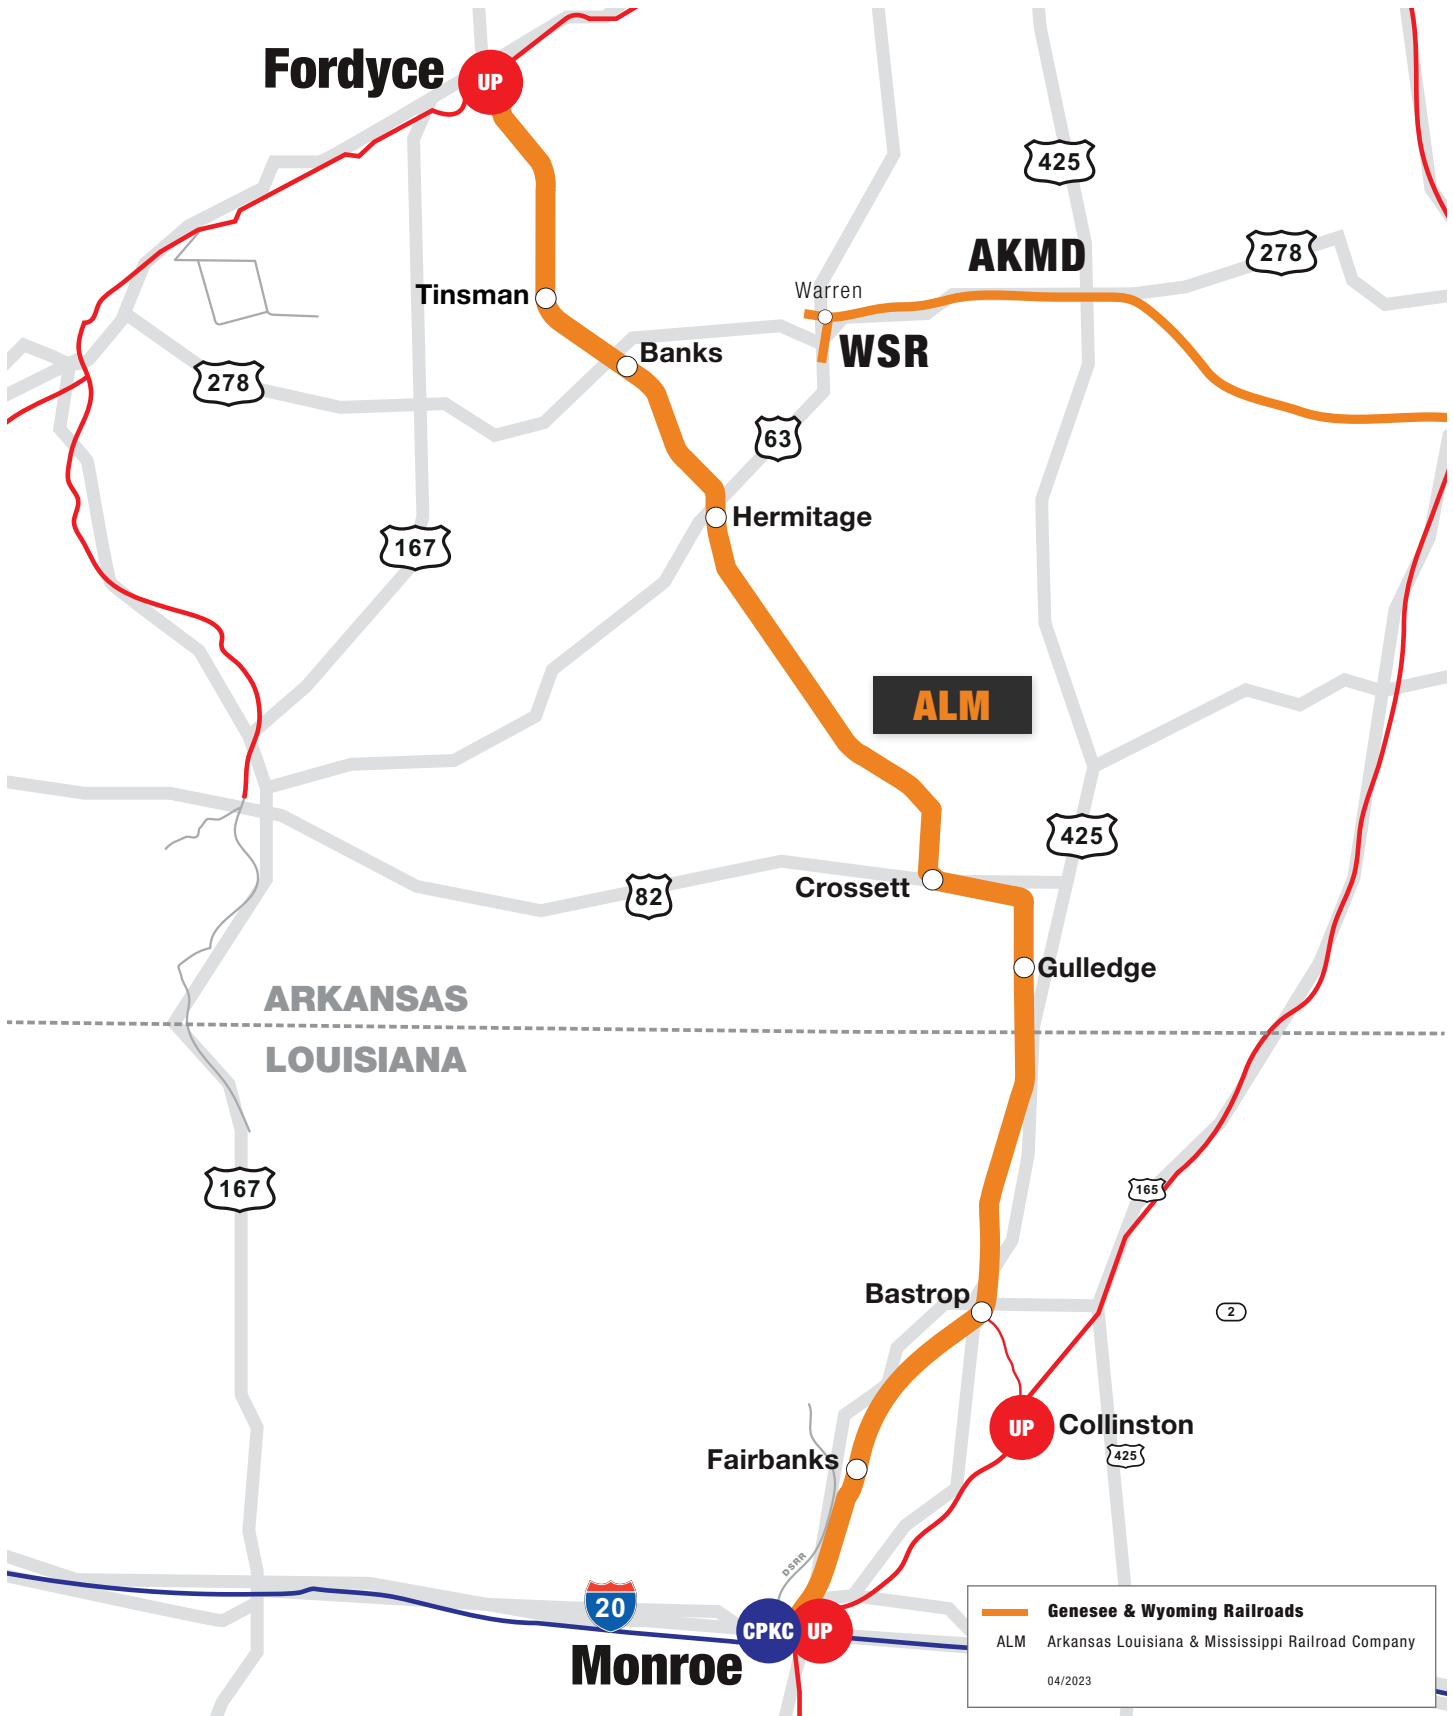 Fordyce
UP
425
AKMD
278
Tinsman
Warren
WSR
Banks
278
63
Hermitage
167
ALM
425
Crossett
82
Gulledge
ARKANSAS
LOUISIANA
167
165
Bastrop
2
UP
Collinston
425
Fairbanks
DSRR
20
CPKC
UP
Monroe
Genesee & Wyoming Railroads
ALM Arkansas Louisiana & Mississippi Railroad Company
04/2023